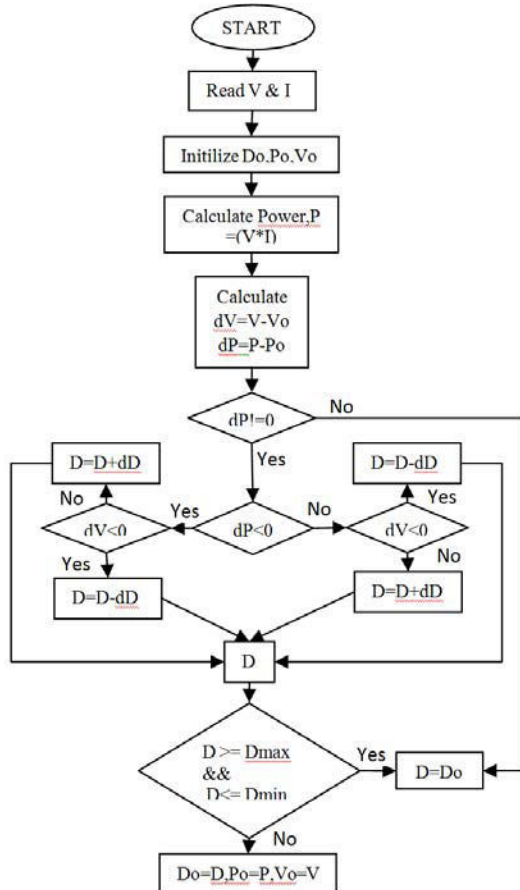 START
Read V & I
Initilize Do,Po,Vo
Calculate Power,P
=(V*I)
Calculate
dV=V-Vo
dP=P-Po
dP!=0
No
Yes
D=D+dD
D=D-dD
No
Yes
dV<0
Yes
dP<0
No
dV<0
Yes
No
D=D-dD
D=D+dD
D
D >= Dmax
&&
D<= Dmin
Yes
D=Do
No
Do=D,Po=P,Vo=V